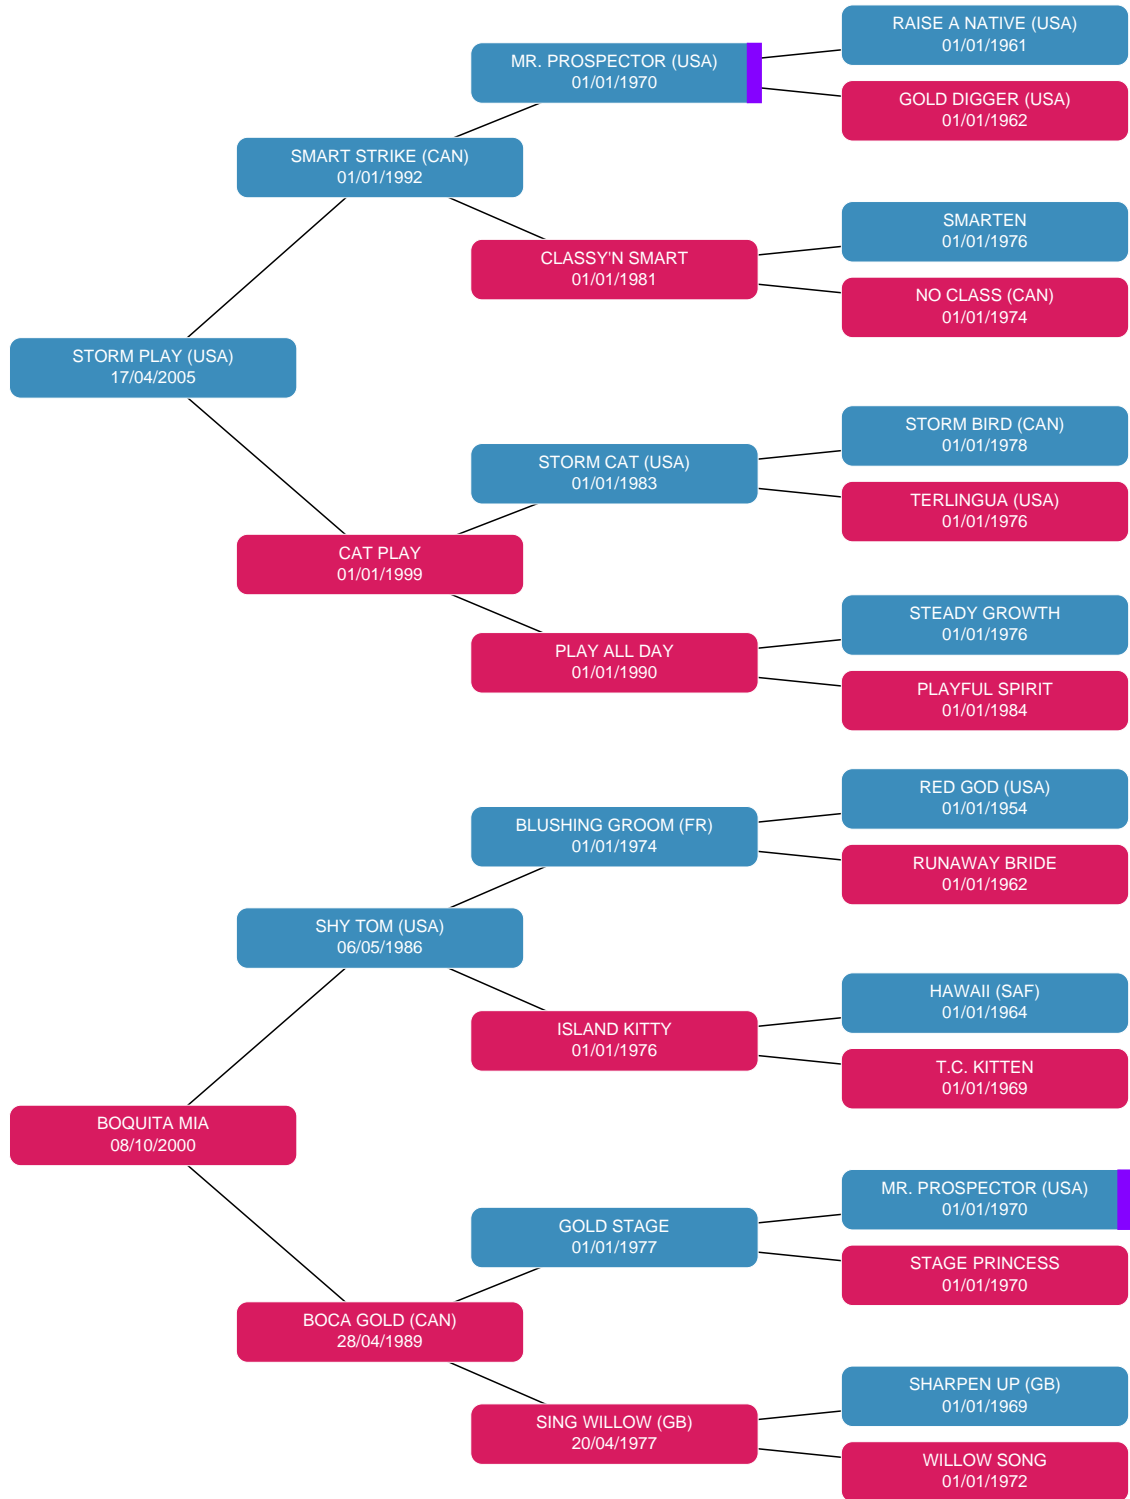 RAISE A NATIVE (USA)
01/01/1961
MR. PROSPECTOR (USA)
01/01/1970
GOLD DIGGER (USA)
01/01/1962
SMART STRIKE (CAN)
01/01/1992
SMARTEN
01/01/1976
CLASSY'N SMART
01/01/1981
NO CLASS (CAN)
01/01/1974
STORM PLAY (USA)
17/04/2005
STORM BIRD (CAN)
01/01/1978
STORM CAT (USA)
01/01/1983
TERLINGUA (USA)
01/01/1976
CAT PLAY
01/01/1999
STEADY GROWTH
01/01/1976
PLAY ALL DAY
01/01/1990
PLAYFUL SPIRIT
01/01/1984
RED GOD (USA)
01/01/1954
BLUSHING GROOM (FR)
01/01/1974
RUNAWAY BRIDE
01/01/1962
SHY TOM (USA)
06/05/1986
HAWAII (SAF)
01/01/1964
ISLAND KITTY
01/01/1976
T.C. KITTEN
01/01/1969
BOQUITA MIA
08/10/2000
MR. PROSPECTOR (USA)
01/01/1970
GOLD STAGE
01/01/1977
STAGE PRINCESS
01/01/1970
BOCA GOLD (CAN)
28/04/1989
SHARPEN UP (GB)
01/01/1969
SING WILLOW (GB)
20/04/1977
WILLOW SONG
01/01/1972